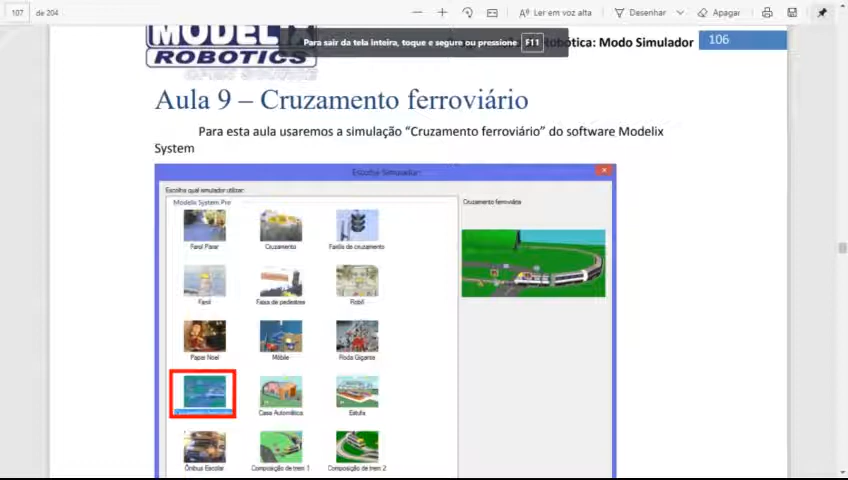 107 de 204
Ler em voz alta
Desenhar
Apagar
MODELIX
ROBOTICS
Para sair da tela inteira, toque e segure ou pressione F11
Robótica: Modo Simulador
106
Aula 9 – Cruzamento ferroviário
Para esta aula usaremos a simulação “Cruzamento ferroviário” do software Modelix
System
Escolha Simulador:
Escolha qual simulador utilizar:
Modelix System Pro
Cruzamento ferroviário
Farol Cruzamento Faróis de cruzamento
Farol Faixa de pedestre
Papai Noel Móbile Roda Gigante
Cruzamento ferroviário Casa Automática Estufa
Ônibus Escolar Composição de trem 1 Composição de trem 2